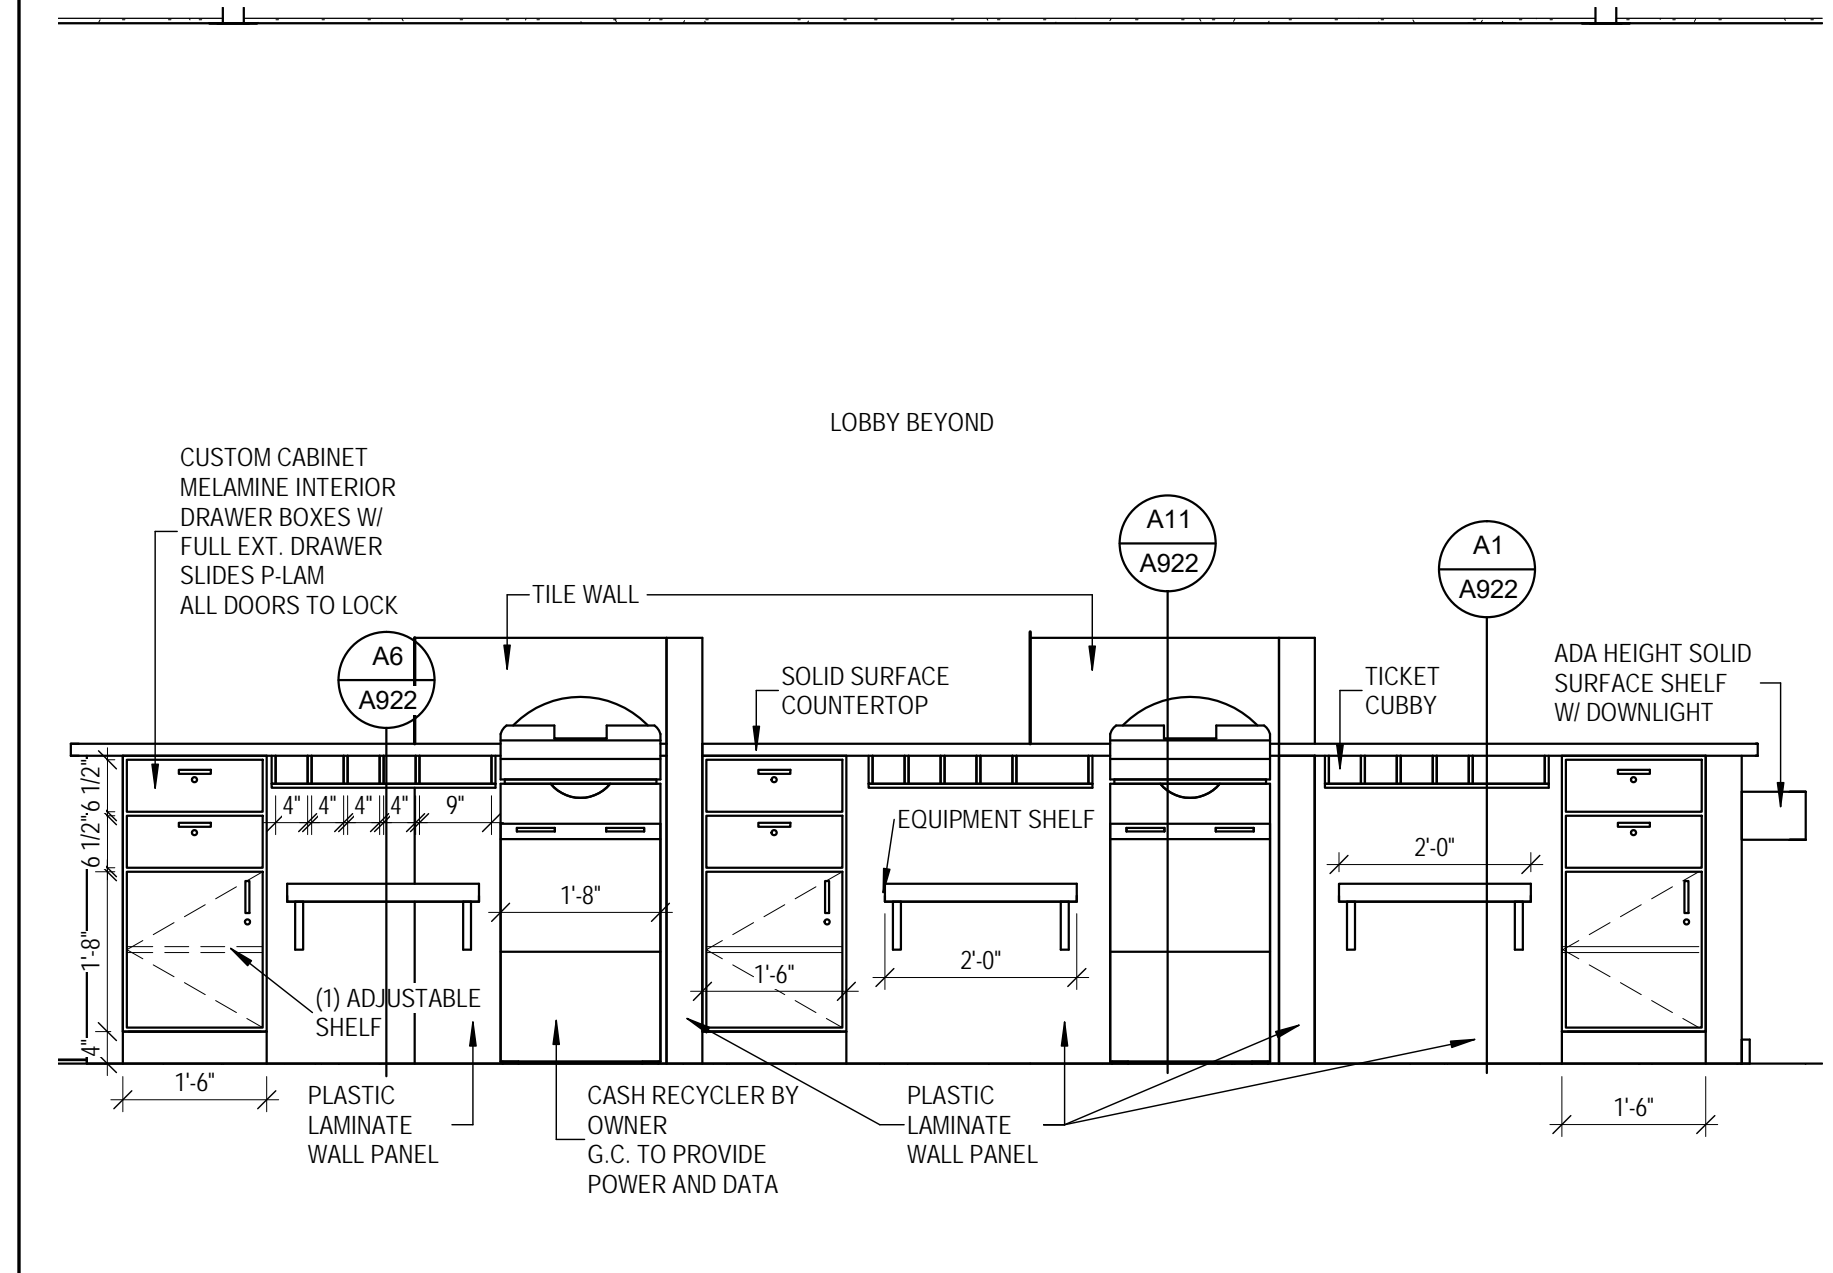 LOBBY BEYOND
CUSTOM CABINET
MELAMINE INTERIOR
DRAWER BOXES W/
FULL EXT. DRAWER
SLIDES P-LAM
ALL DOORS TO LOCK
A11
A922
A1
A922
TILE WALL
A6
A922
SOLID SURFACE
COUNTERTOP
TICKET
CUBBY
ADA HEIGHT SOLID
SURFACE SHELF
W/ DOWNLIGHT
6 1/2"
6 1/2"
1'-8"
4"
4"
4"
4"
4"
9"
EQUIPMENT SHELF
2'-0"
1'-8"
2'-0"
1'-6"
(1) ADJUSTABLE
SHELF
1'-6"
1'-6"
PLASTIC
LAMINATE
WALL PANEL
CASH RECYCLER BY
OWNER
G.C. TO PROVIDE
POWER AND DATA
PLASTIC
LAMINATE
WALL PANEL